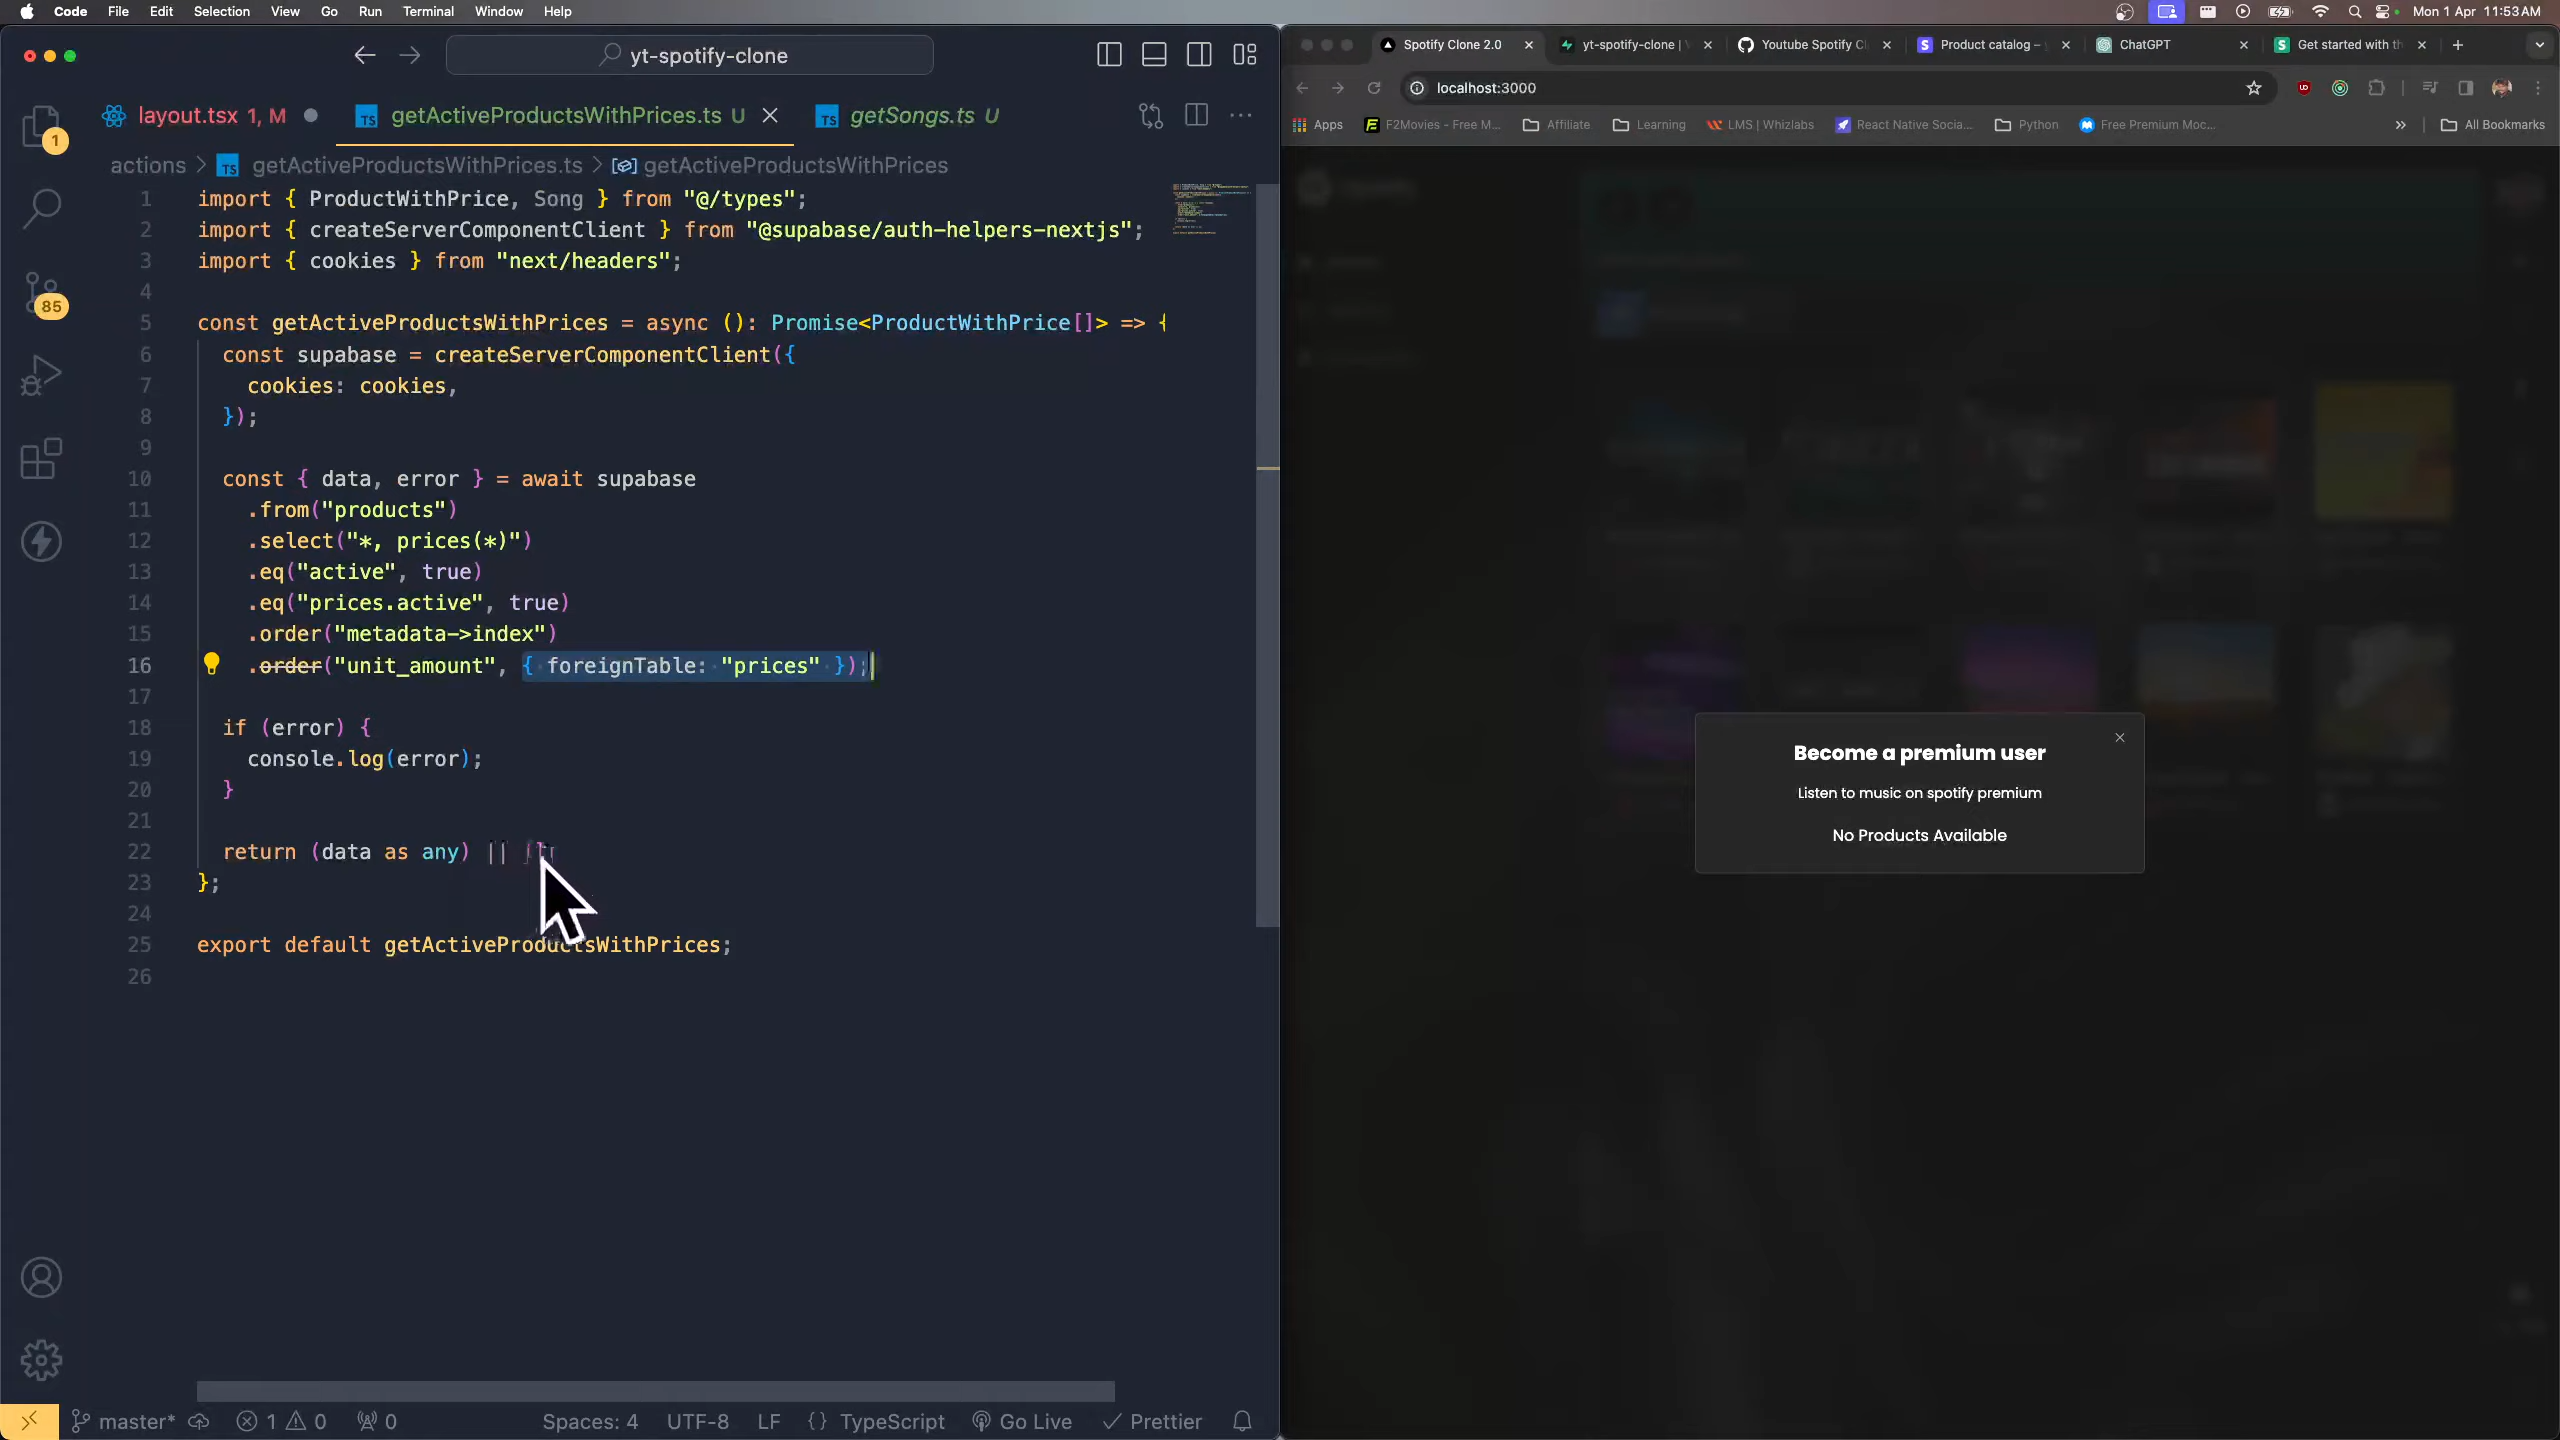 Code File Edit Selection View Go Run Terminal Window Help
Mon 1 Apr 11:53 AM
yt-spotify-clone
layout.tsx 1, M
getActiveProductsWithPrices.ts U
getSongs.ts U
actions > getActiveProductsWithPrices.ts > getActiveProductsWithPrices
1 import { ProductWithPrice, Song } from "@/types";
2 import { createServerComponentClient } from "@supabase/auth-helpers-nextjs";
3 import { cookies } from "next/headers";
4
5 const getActiveProductsWithPrices = async (): Promise<ProductWithPrice[]> => {
6 const supabase = createServerComponentClient({
7 cookies: cookies,
8 });
9
10 const { data, error } = await supabase
11 .from("products")
12 .select("*, prices(*)")
13 .eq("active", true)
14 .eq("prices.active", true)
15 .order("metadata->index")
16 .order("unit_amount", { foreignTable: "prices" });
17
18 if (error) {
19 console.log(error);
20 }
21
22 return (data as any) ||
23 };
24
25 export default getActiveProductsWithPrices;
26
1
85
master* 1 0 0 Spaces: 4 UTF-8 LF {} TypeScript Go Live Prettier
Spotify Clone 2.0
yt-spotify-clone |
Youtube Spotify Cl
Product catalog –
ChatGPT
Get started with th
localhost:3000
Apps
F2Movies - Free M...
Affiliate
Learning
LMS | Whizlabs
React Native Socia...
Python
Free Premium Moc...
All Bookmarks
Become a premium user
Listen to music on spotify premium
No Products Available